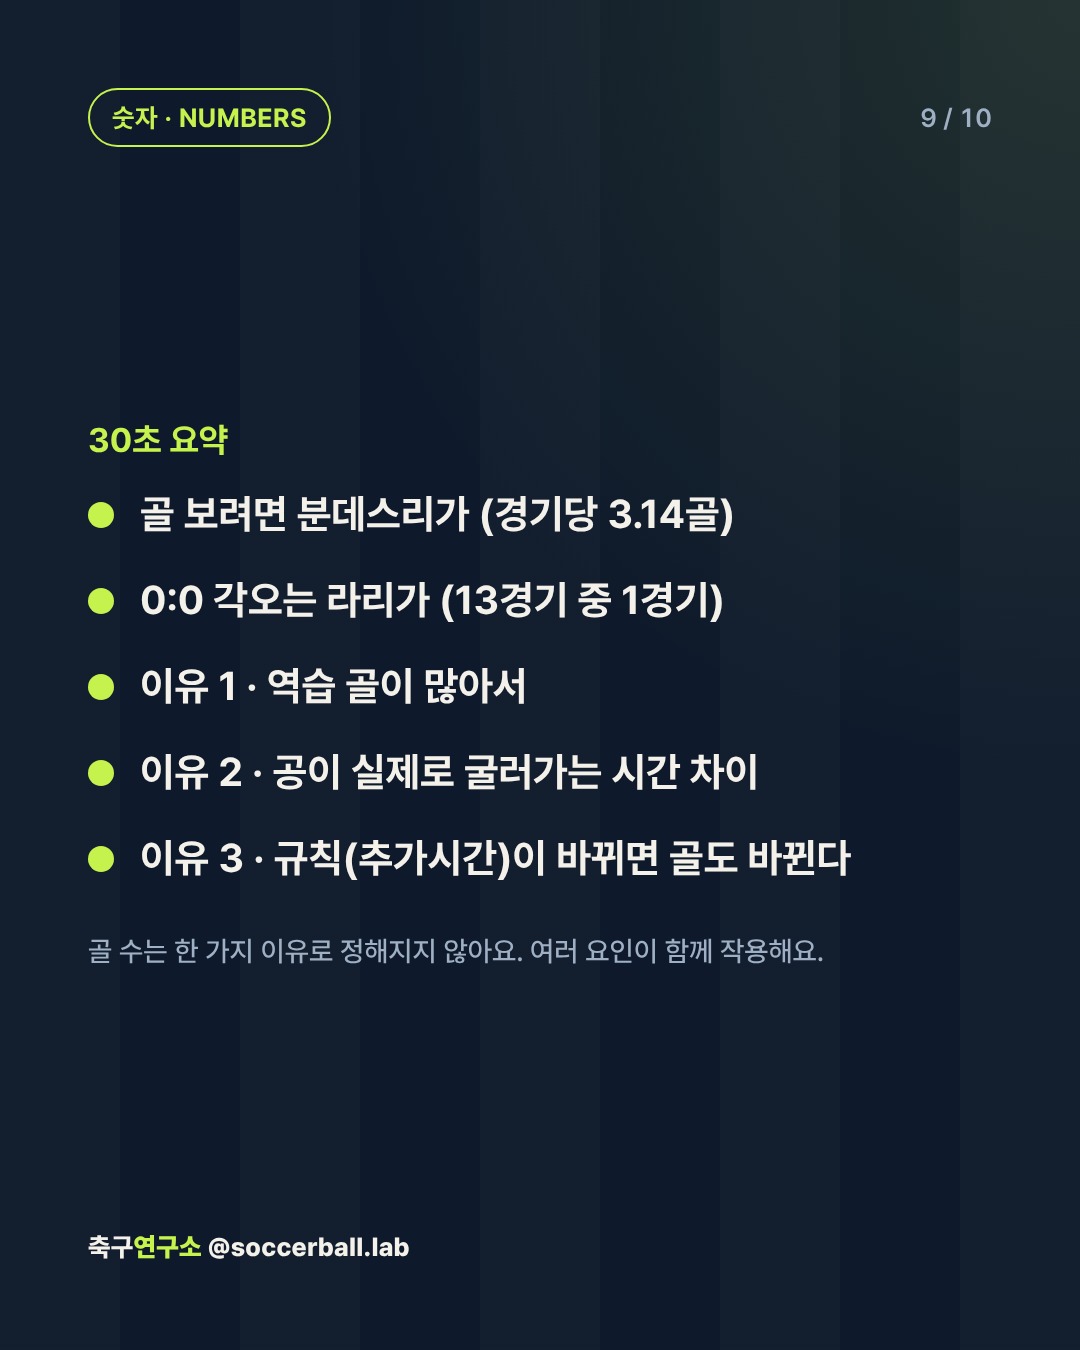 숫자 · NUMBERS
9 / 10
30초 요약
골 보려면 분데스리가 (경기당 3.14골)
0:0 각오는 라리가 (13경기 중 1경기)
이유 1 · 역습 골이 많아서
이유 2 · 공이 실제로 굴러가는 시간 차이
이유 3 · 규칙(추가시간)이 바뀌면 골도 바뀐다
골 수는 한 가지 이유로 정해지지 않아요. 여러 요인이 함께 작용해요.
축구연구소 @soccerball.lab